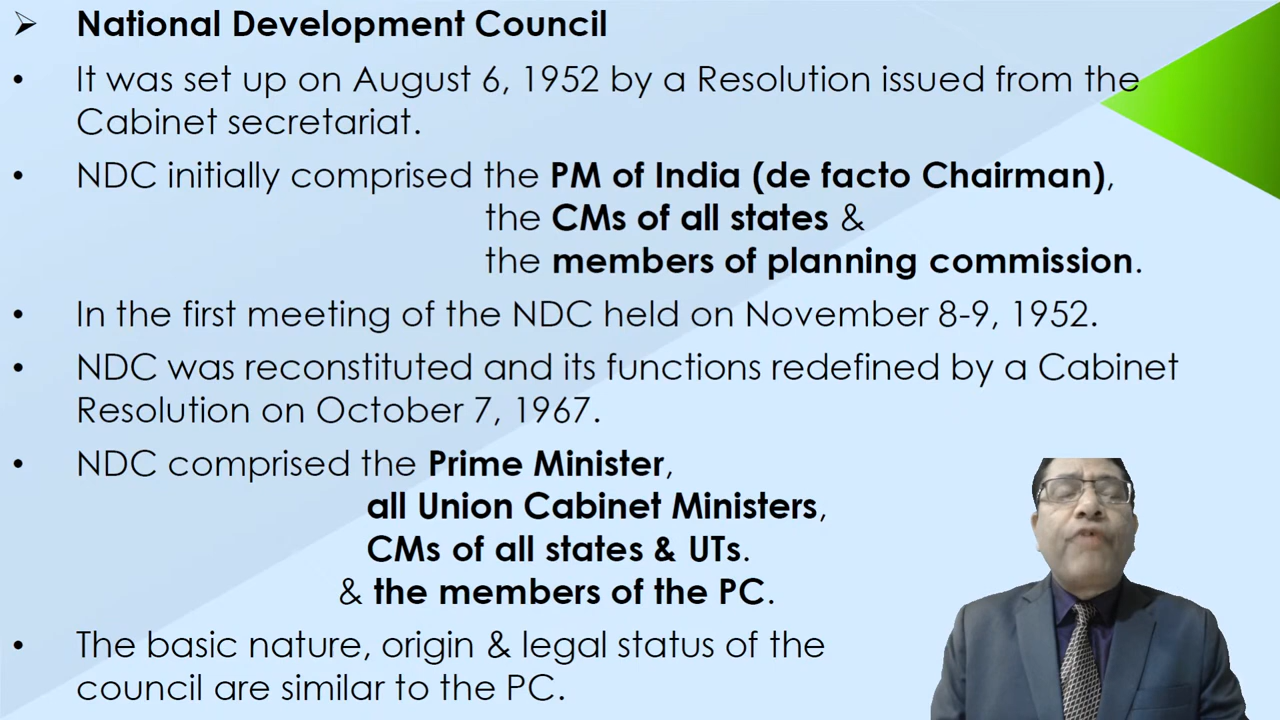 ➢ National Development Council
• It was set up on August 6, 1952 by a Resolution issued from the
Cabinet secretariat.
• NDC initially comprised the PM of India (de facto Chairman),
the CMs of all states &
the members of planning commission.
• In the first meeting of the NDC held on November 8-9, 1952.
• NDC was reconstituted and its functions redefined by a Cabinet
Resolution on October 7, 1967.
• NDC comprised the Prime Minister,
all Union Cabinet Ministers,
CMs of all states & UTs.
& the members of the PC.
• The basic nature, origin & legal status of the
council are similar to the PC.